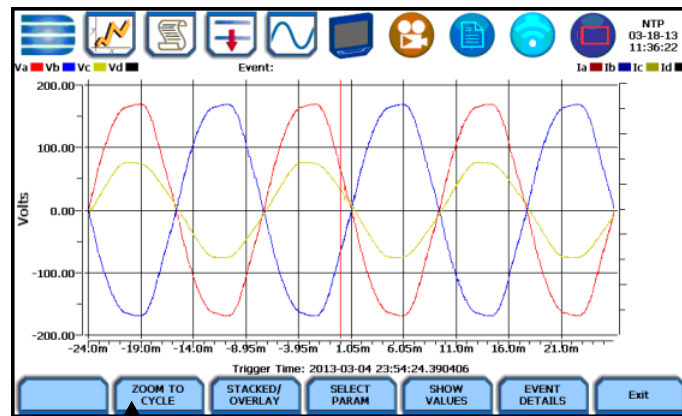 NTP
03-18-13
11:36:22
Va Vb Vc Vd
Event:
Ia Ib Ic Id
200.00
100.00
0.00
-100.00
-200.00
Volts
-24.0m -19.0m -14.0m -8.95m -3.95m 1.05m 6.05m 11.0m 16.0m 21.0m
Trigger Time: 2013-03-04 23:54:24.390406
ZOOM TO
CYCLE
STACKED/
OVERLAY
SELECT
PARAM
SHOW
VALUES
EVENT
DETAILS
Exit